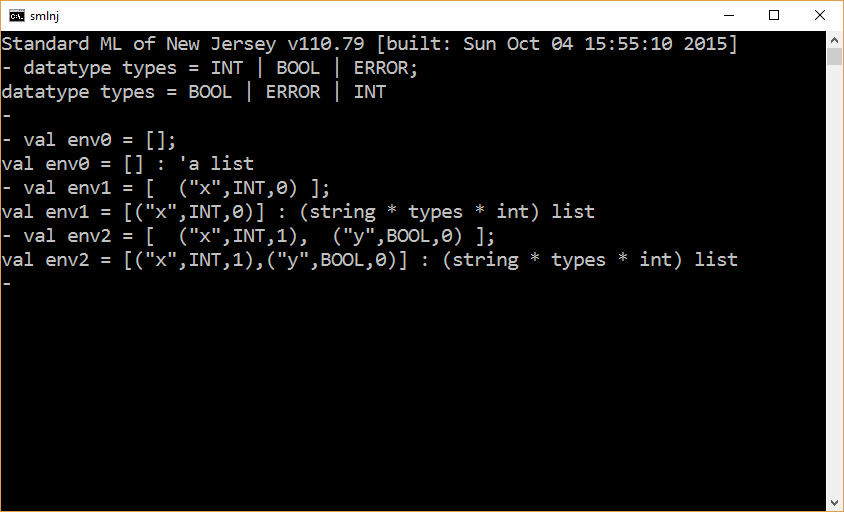 smlnj
Standard ML of New Jersey v110.79 [built: Sun Oct 04 15:55:10 2015]
- datatype types = INT | BOOL | ERROR;
datatype types = BOOL | ERROR | INT
-
- val env0 = [];
val env0 = [] : 'a list
- val env1 = [  ("x",INT,0) ];
val env1 = [("x",INT,0)] : (string * types * int) list
- val env2 = [  ("x",INT,1),  ("y",BOOL,0) ];
val env2 = [("x",INT,1),("y",BOOL,0)] : (string * types * int) list
-